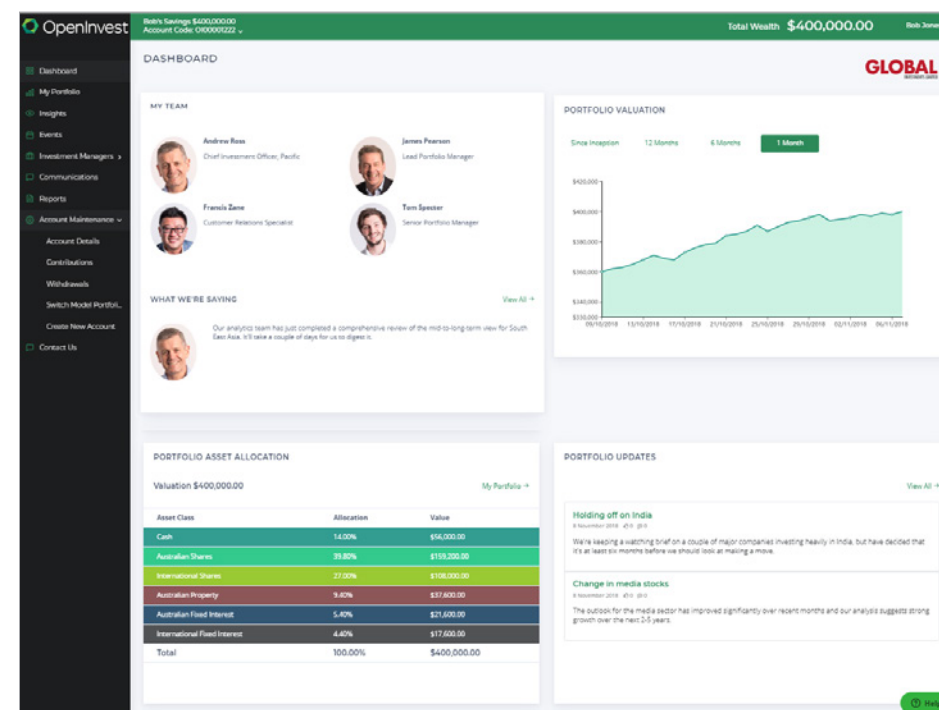 OpenInvest
Bob's Savings $400,000.00
Account Code: OI00001222
Total Wealth $400,000.00
Dashboard
My Portfolio
Insights
Events
Investment Managers
Communications
Reports
Account Maintenance
Account Details
Contributions
Withdrawals
Switch Model Portfoli...
Create New Account
Contact Us
DASHBOARD
GLOBAL
MY TEAM
Andrew Ross
Chief Investment Officer, Pacific
James Pearson
Lead Portfolio Manager
Francis Zane
Customer Relations Specialist
Tom Specter
Senior Portfolio Manager
WHAT WE'RE SAYING
View All →
Our analytics team has just completed a comprehensive review of the mid-to-long-term view for South
East Asia. It'll take a couple of days for us to digest it.
PORTFOLIO VALUATION
Since Inception 12 Months 6 Months 1 Month
$420,000
$400,000
$380,000
$360,000
$340,000
$330,000
09/10/2018 13/10/2018 17/10/2018 21/10/2018 25/10/2018 29/10/2018 02/11/2018 06/11/2018
PORTFOLIO ASSET ALLOCATION
Valuation $400,000.00
My Portfolio →
Asset Class Allocation Value
Cash 14.00% $56,000.00
Australian Shares 39.80% $159,200.00
International Shares 27.00% $108,000.00
Australian Property 9.40% $37,600.00
Australian Fixed Interest 5.40% $21,600.00
International Fixed Interest 4.40% $17,600.00
Total 100.00% $400,000.00
PORTFOLIO UPDATES
View All →
Holding off on India
8 November 2018 0 0
We're keeping a watching brief on a couple of major companies investing heavily in India, but have decided that
it's at least six months before we should look at making a move.
Change in media stocks
8 November 2018 0 0
The outlook for the media sector has improved significantly over recent months and our analysis suggests strong
growth over the next 2-5 years.